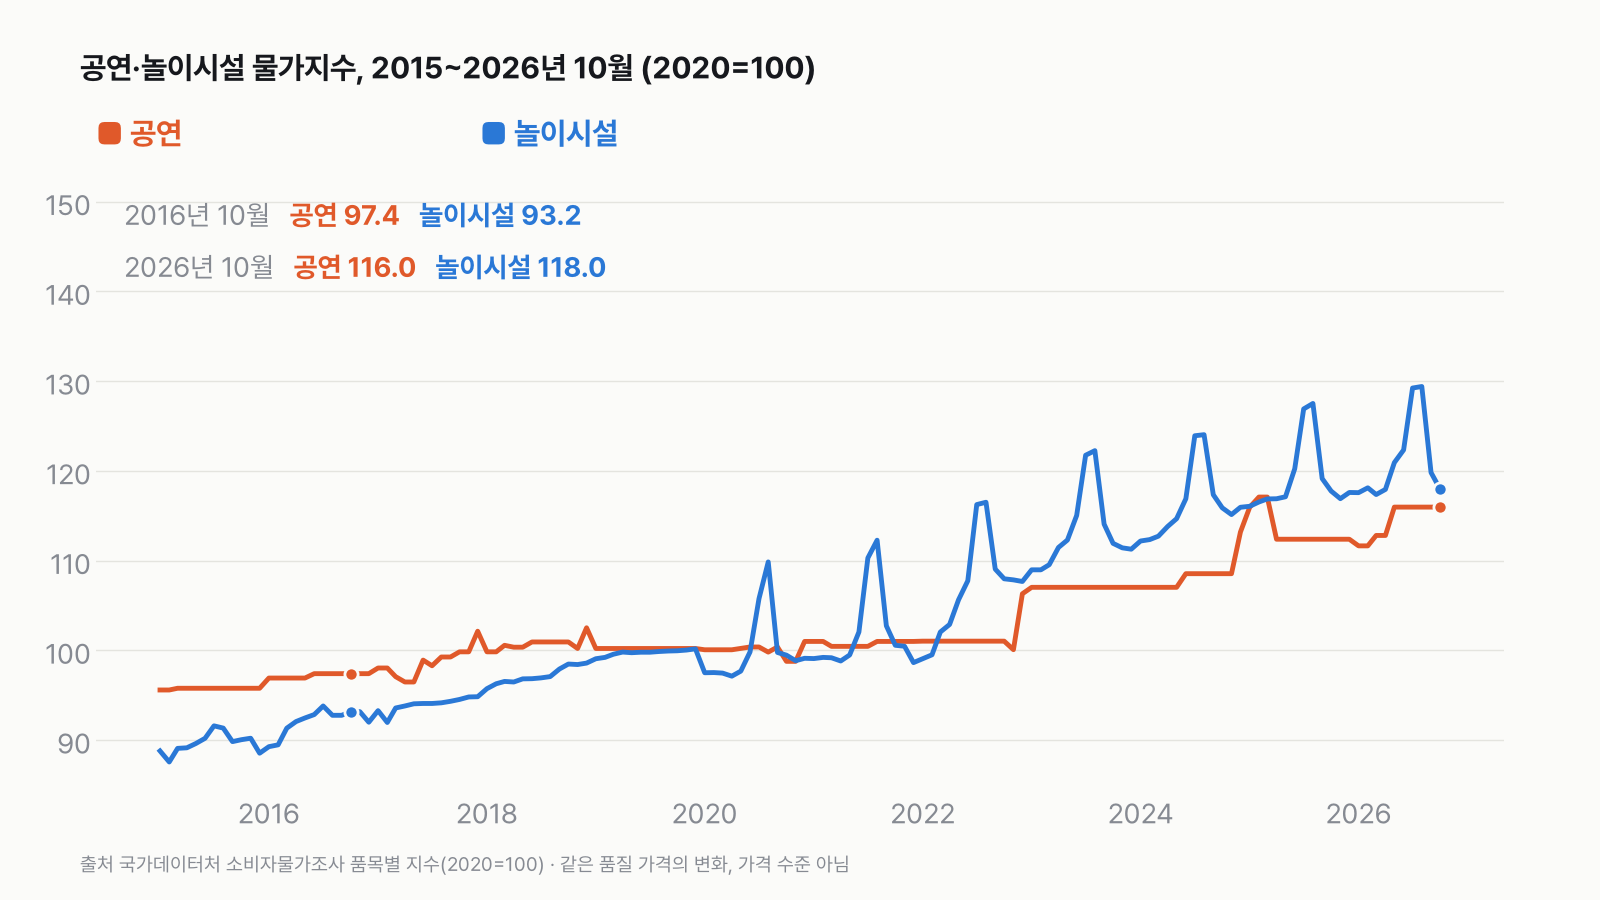 공연·놀이시설 물가지수, 2015~2026년 10월 (2020=100)
공연 놀이시설
150
2016년 10월 공연 97.4 놀이시설 93.2
2026년 10월 공연 116.0 놀이시설 118.0
140
130
120
110
100
90
2016 2018 2020 2022 2024 2026
출처 국가데이터처 소비자물가조사 품목별 지수(2020=100) · 같은 품질 가격의 변화, 가격 수준 아님